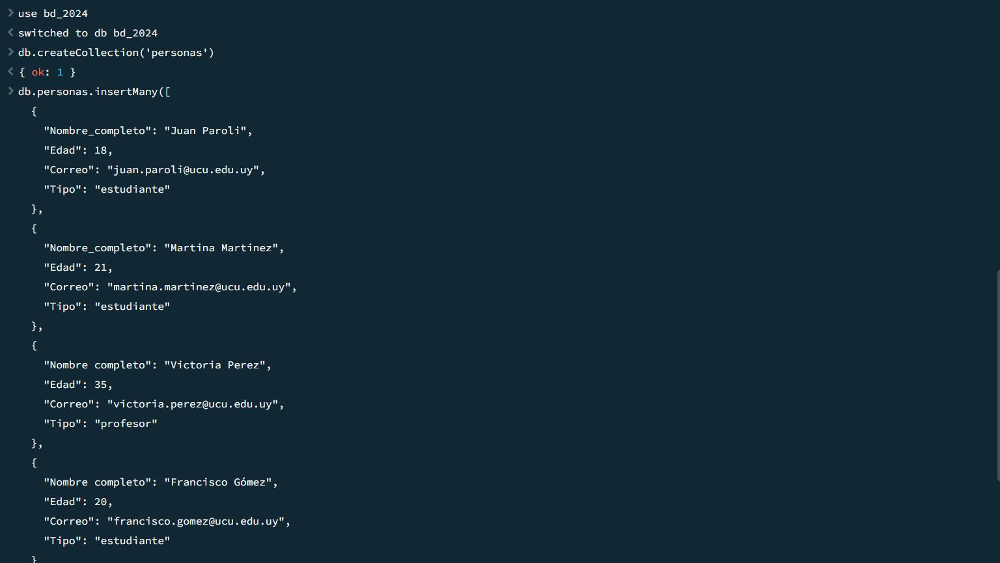 use bd_2024
switched to db bd_2024
db.createCollection('personas')
{ ok: 1 }
db.personas.insertMany([
{
"Nombre_completo": "Juan Paroli",
"Edad": 18,
"Correo": "juan.paroli@ucu.edu.uy",
"Tipo": "estudiante"
},
{
"Nombre_completo": "Martina Martinez",
"Edad": 21,
"Correo": "martina.martinez@ucu.edu.uy",
"Tipo": "estudiante"
},
{
"Nombre completo": "Victoria Perez",
"Edad": 35,
"Correo": "victoria.perez@ucu.edu.uy",
"Tipo": "profesor"
},
{
"Nombre completo": "Francisco Gómez",
"Edad": 20,
"Correo": "francisco.gomez@ucu.edu.uy",
"Tipo": "estudiante"
}